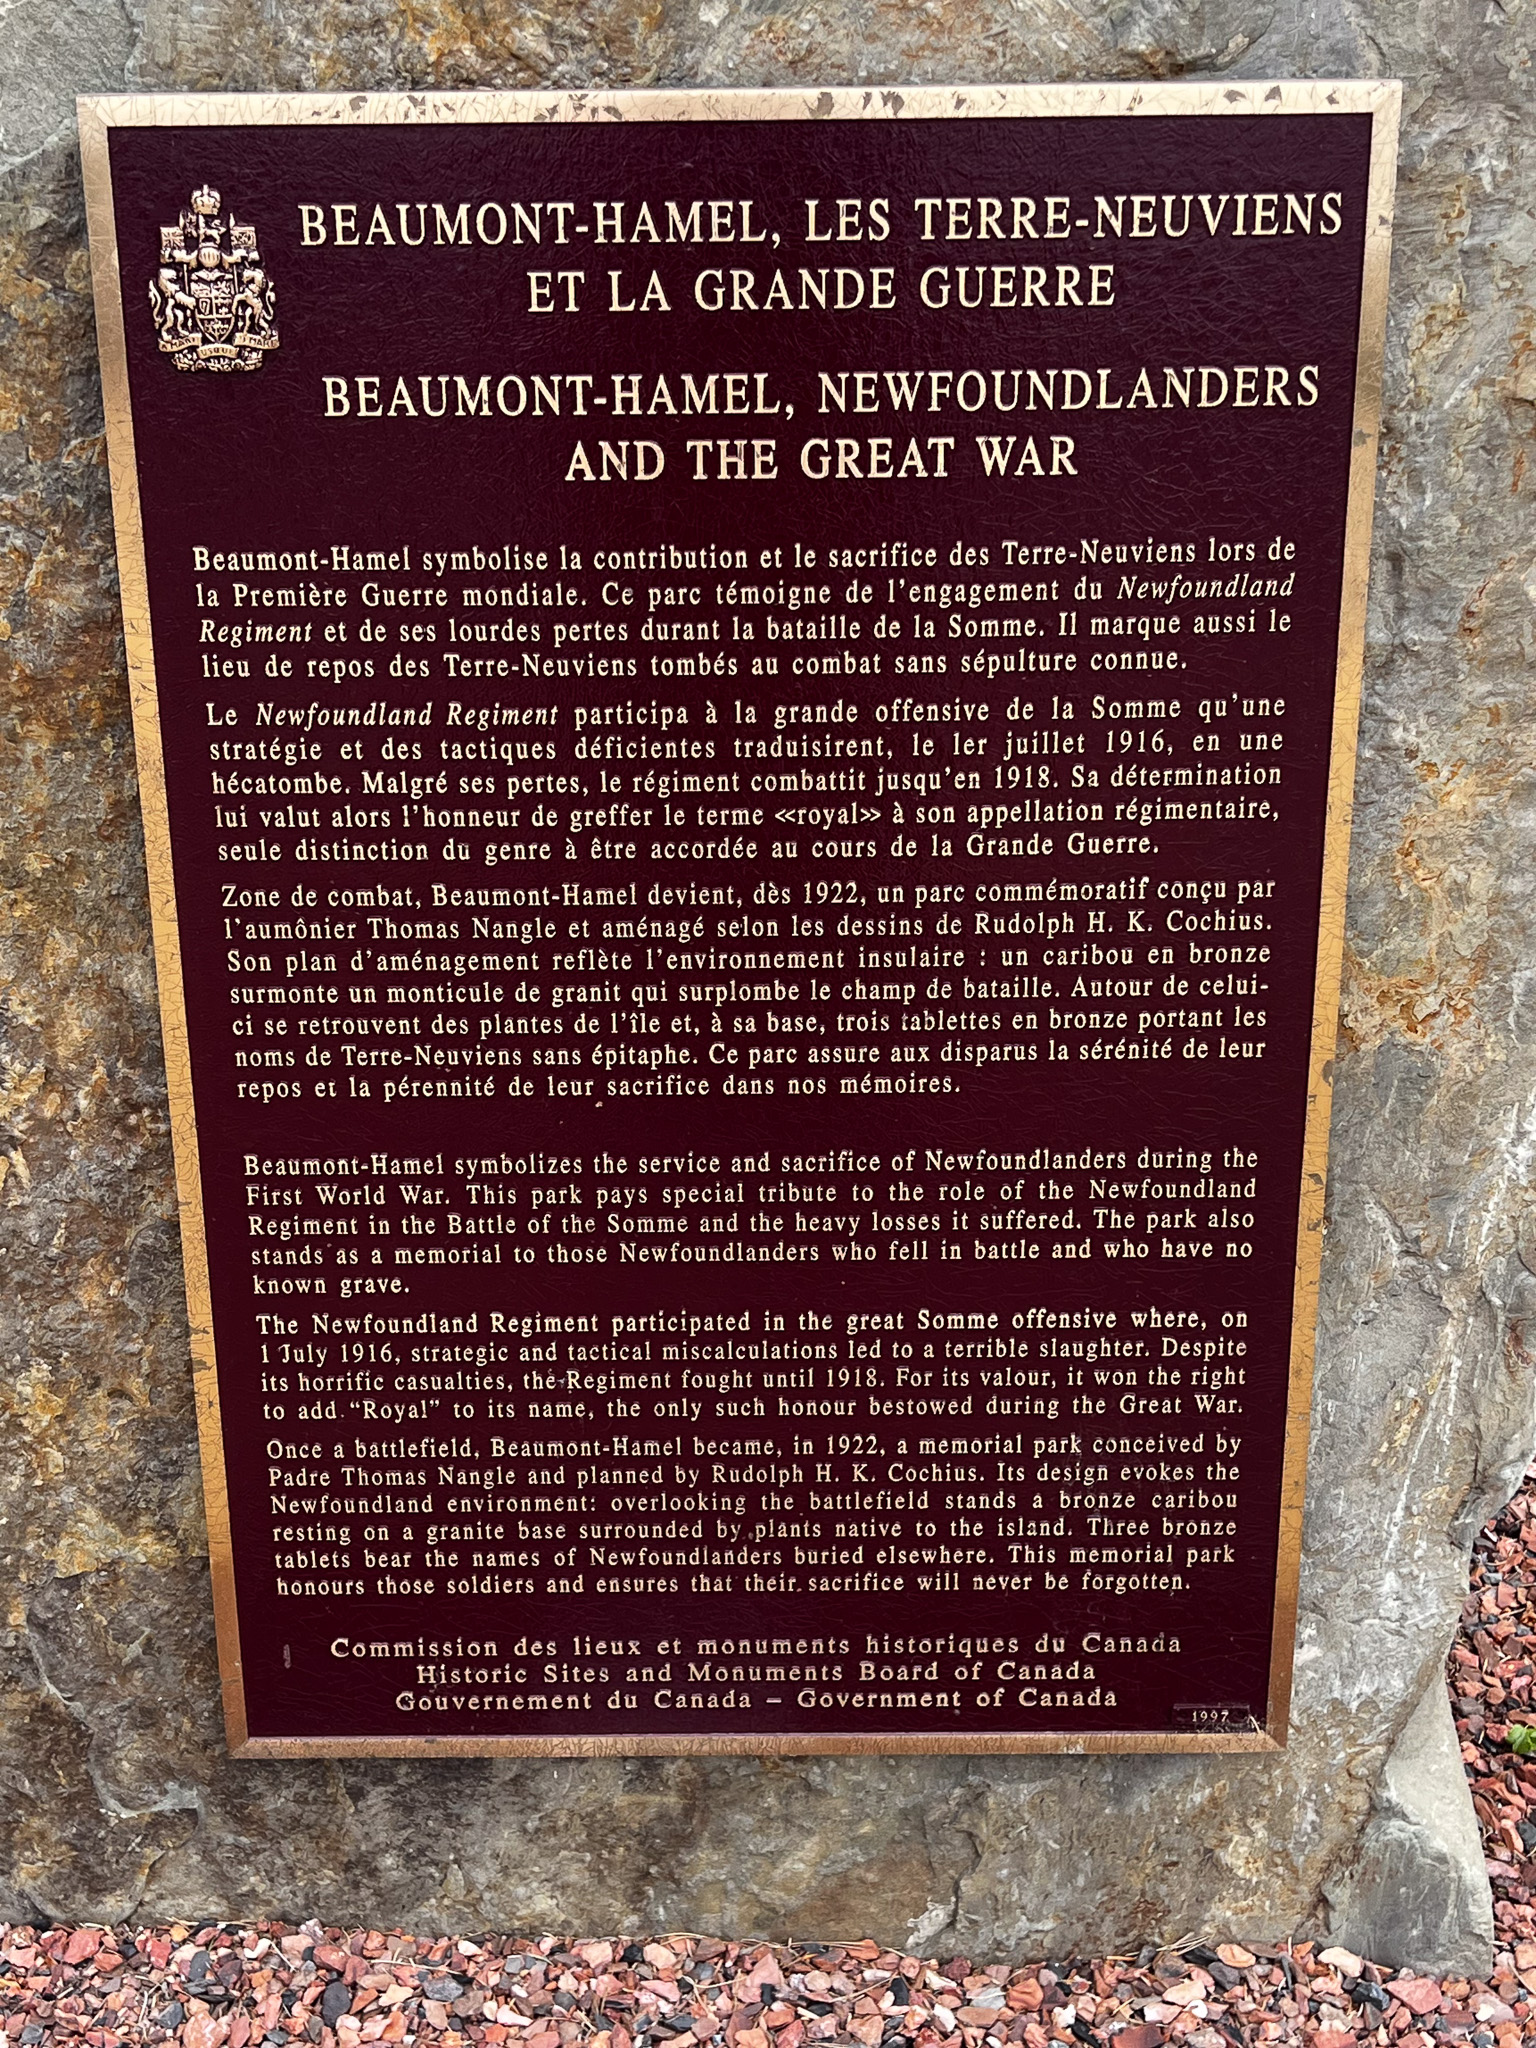 BEAUMONT-HAMEL, LES TERRE-NEUVIENS
ET LA GRANDE GUERRE
BEAUMONT-HAMEL, NEWFOUNDLANDERS
AND THE GREAT WAR
A MARI USQUE
Beaumont-Hamel symbolise la contribution et le sacrifice des Terre-Neuviens lors de
la Première Guerre mondiale. Ce parc témoigne de l'engagement du Newfoundland
Regiment et de ses lourdes pertes durant la bataille de la Somme. Il marque aussi le
lieu de repos des Terre-Neuviens tombés au combat sans sépulture connue.
Le Newfoundland Regiment participa à la grande offensive de la Somme qu'une
stratégie et des tactiques déficientes traduisirent, le 1er juillet 1916, en une
hécatombe. Malgré ses pertes, le régiment combattit jusqu'en 1918. Sa détermination
lui valut alors l'honneur de greffer le terme «royal» à son appellation régimentaire,
seule distinction du genre à être accordée au cours de la Grande Guerre.
Zone de combat, Beaumont-Hamel devient, dès 1922, un parc commémoratif conçu par
l'aumônier Thomas Nangle et aménagé selon les dessins de Rudolph H. K. Cochius.
Son plan d'aménagement reflète l'environnement insulaire : un caribou en bronze
surmonte un monticule de granit qui surplombe le champ de bataille. Autour de celui-
ci se retrouvent des plantes de l'île et, à sa base, trois tablettes en bronze portant les
noms de Terre-Neuviens sans épitaphe. Ce parc assure aux disparus la sérénité de leur
repos et la pérennité de leur sacrifice dans nos mémoires.
Beaumont-Hamel symbolizes the service and sacrifice of Newfoundlanders during the
First World War. This park pays special tribute to the role of the Newfoundland
Regiment in the Battle of the Somme and the heavy losses it suffered. The park also
stands as a memorial to those Newfoundlanders who fell in battle and who have no
known grave.
The Newfoundland Regiment participated in the great Somme offensive where, on
1 July 1916, strategic and tactical miscalculations led to a terrible slaughter. Despite
its horrific casualties, the Regiment fought until 1918. For its valour, it won the right
to add "Royal" to its name, the only such honour bestowed during the Great War.
Once a battlefield, Beaumont-Hamel became, in 1922, a memorial park conceived by
Padre Thomas Nangle and planned by Rudolph H. K. Cochius. Its design evokes the
Newfoundland environment: overlooking the battlefield stands a bronze caribou
resting on a granite base surrounded by plants native to the island. Three bronze
tablets bear the names of Newfoundlanders buried elsewhere. This memorial park
honours those soldiers and ensures that their sacrifice will never be forgotten.
Commission des lieux et monuments historiques du Canada
Historic Sites and Monuments Board of Canada
Gouvernement du Canada – Government of Canada
1997